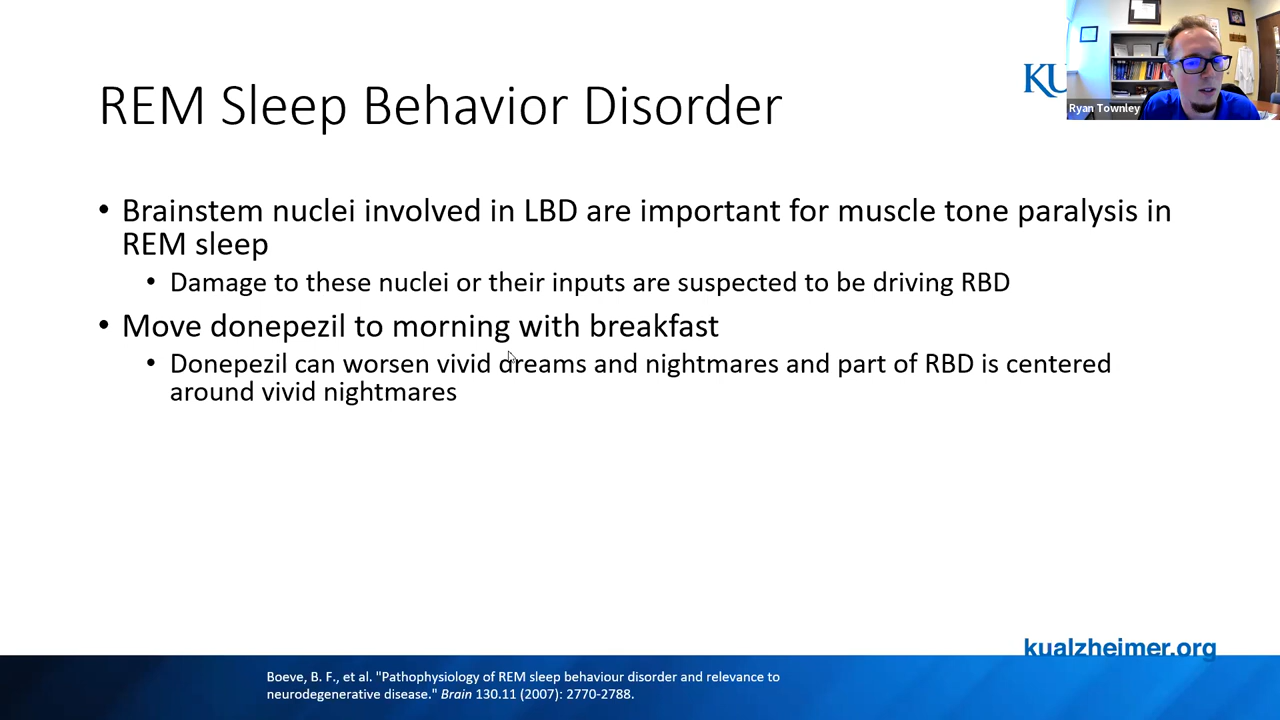 REM Sleep Behavior Disorder
KU
Ryan Townley
• Brainstem nuclei involved in LBD are important for muscle tone paralysis in
REM sleep
• Damage to these nuclei or their inputs are suspected to be driving RBD
• Move donepezil to morning with breakfast
• Donepezil can worsen vivid dreams and nightmares and part of RBD is centered
around vivid nightmares
kualzheimer.org
Boeve, B. F., et al. "Pathophysiology of REM sleep behaviour disorder and relevance to
neurodegenerative disease." Brain 130.11 (2007): 2770-2788.